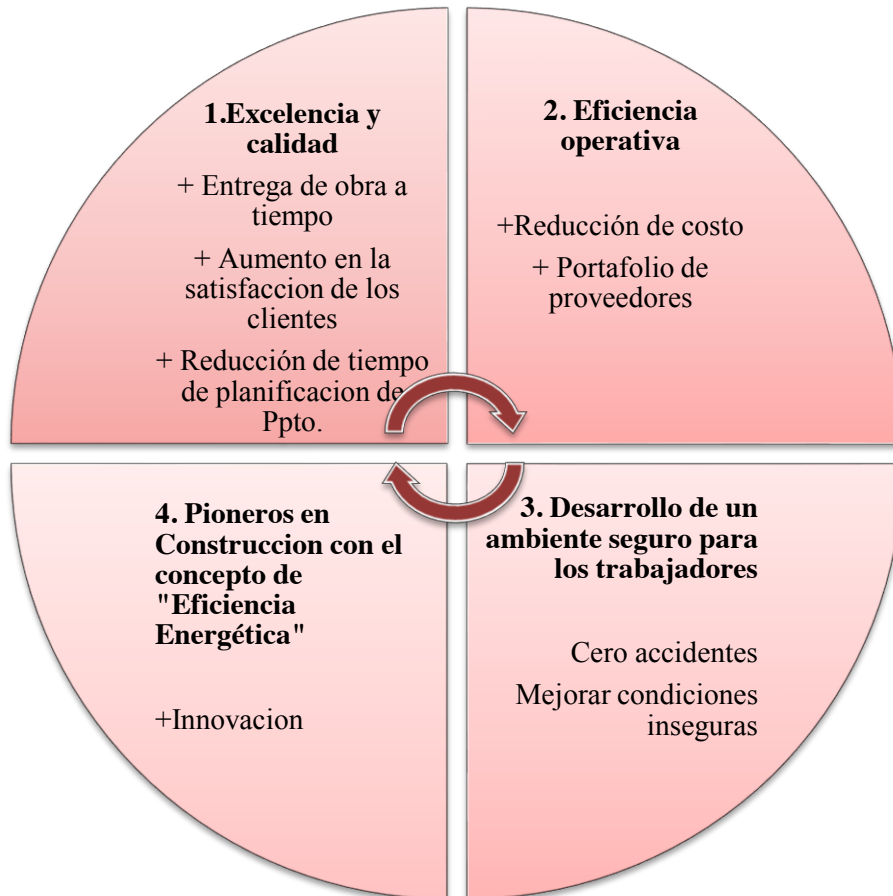 1.Excelencia y
calidad
+ Entrega de obra a
tiempo
+ Aumento en la
satisfaccion de los
clientes
+ Reducción de tiempo
de planificacion de
Ppto.
2. Eficiencia
operativa
+Reducción de costo
+ Portafolio de
proveedores
3. Desarrollo de un
ambiente seguro para
los trabajadores
Cero accidentes
Mejorar condiciones
inseguras
4. Pioneros en
Construccion con el
concepto de
"Eficiencia
Energética"
+Innovacion